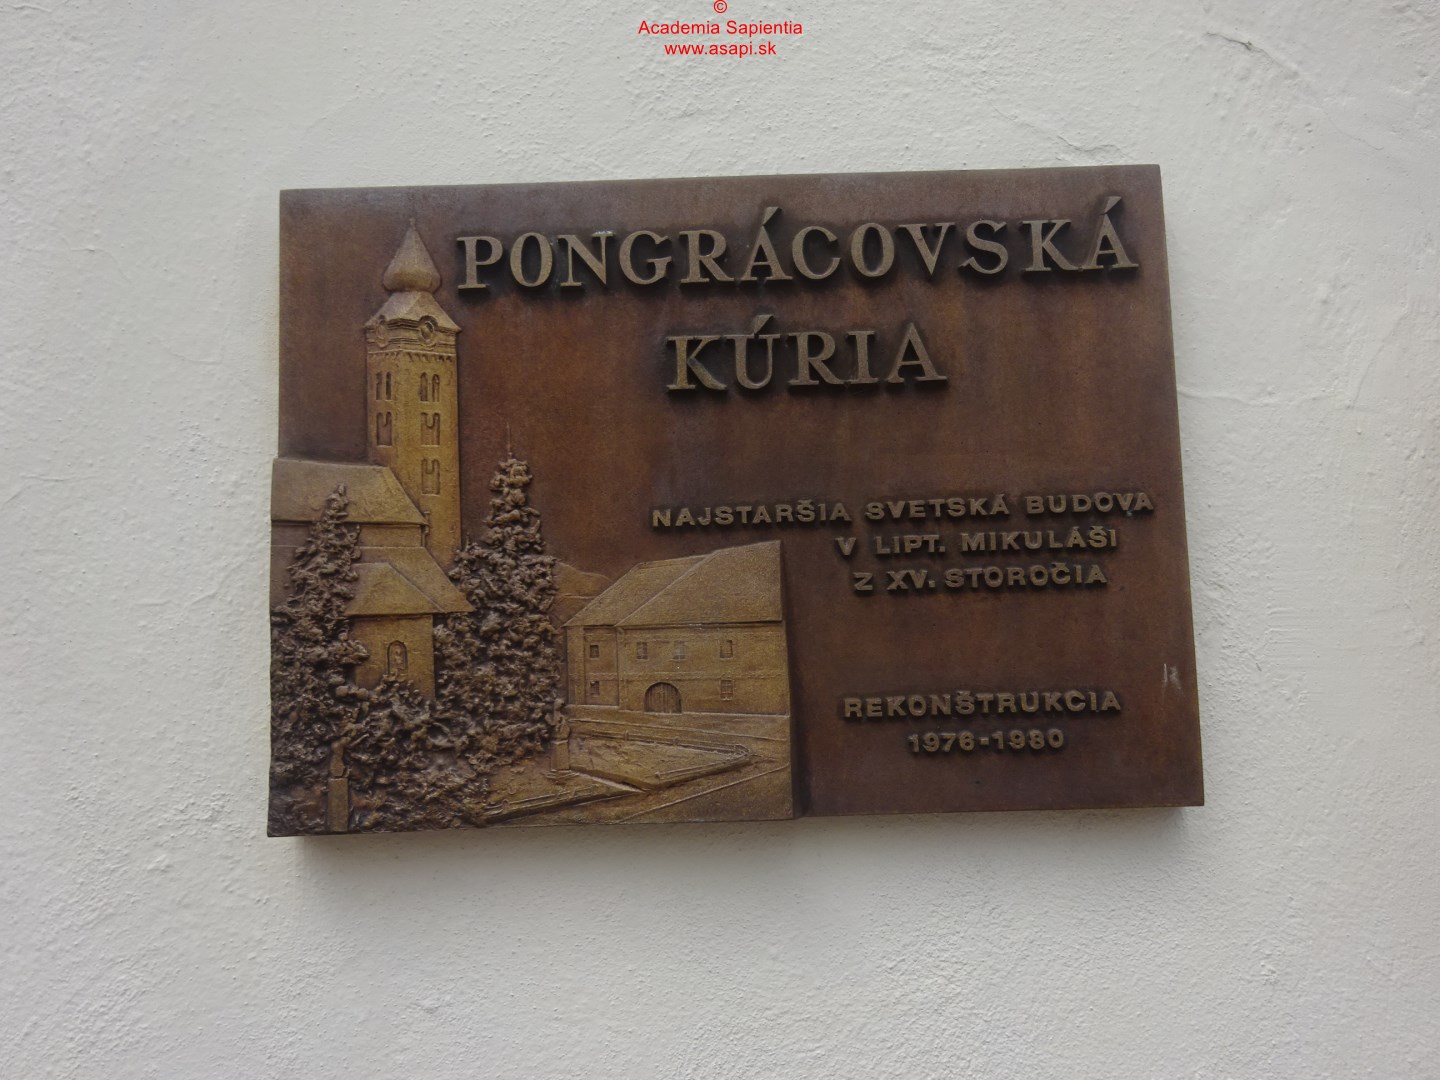 ©
Academia Sapientia
www.asapi.sk
PONGRÁCOVSKÁ
KÚRIA
NAJSTARŠIA SVETSKÁ BUDOVA
V LIPT. MIKULÁŠI
Z XV. STOROČIA
REKONŠTRUKCIA
1976-1980